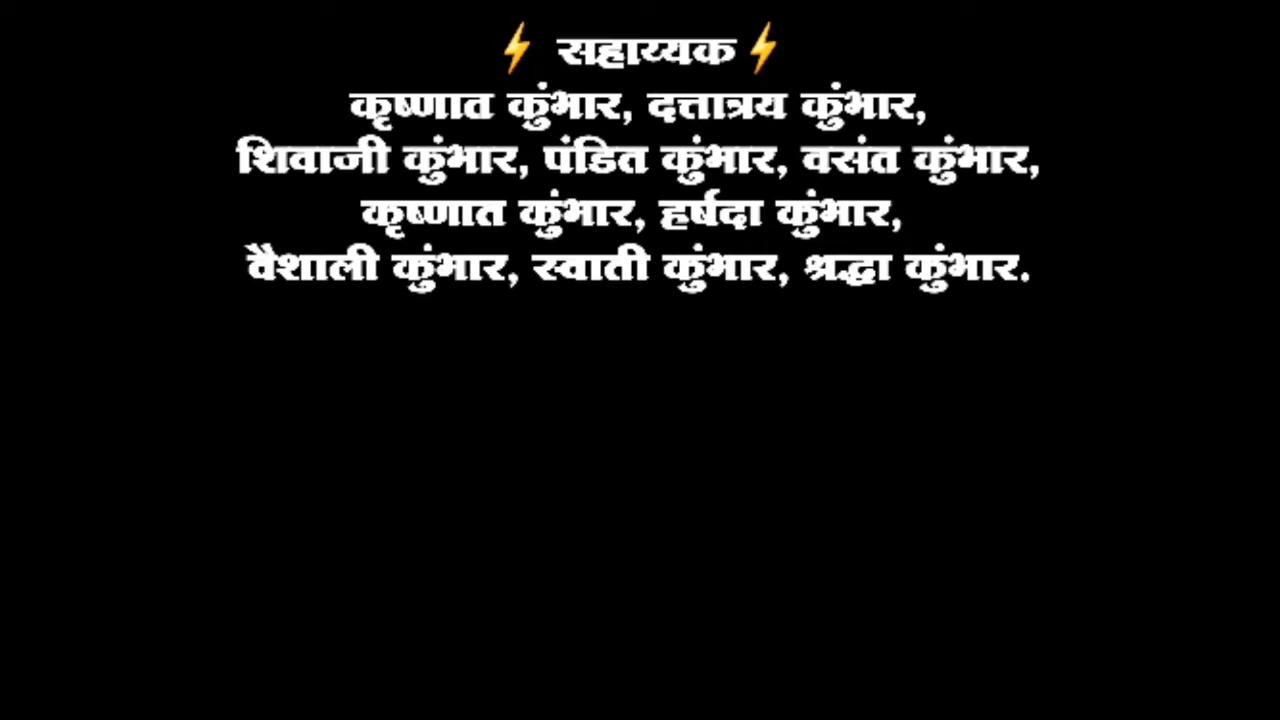 ⚡ सहाय्यक⚡
कृष्णात कुंभार, दत्तात्रय कुंभार,
शिवाजी कुंभार, पंडित कुंभार, वसंत कुंभार,
कृष्णात कुंभार, हर्षदा कुंभार,
वैशाली कुंभार, स्वाती कुंभार, श्रद्धा कुंभार.